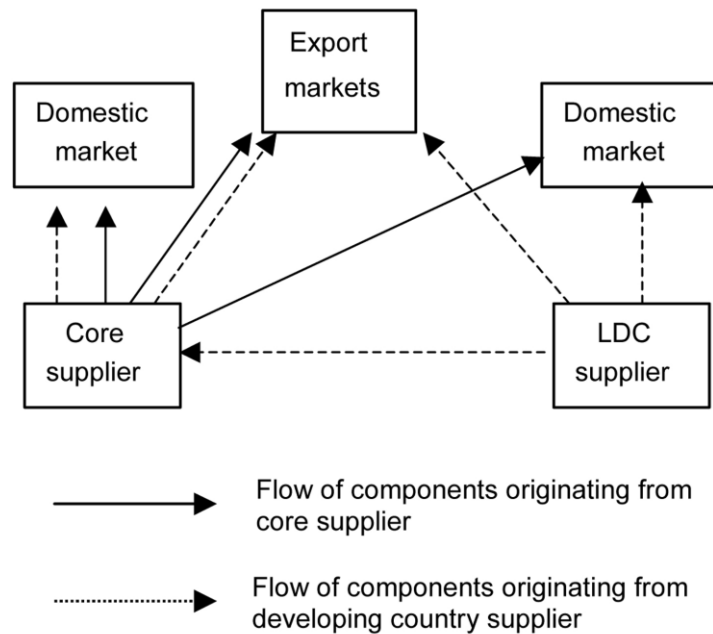 Export
markets
Domestic
market
Domestic
market
Core
supplier
LDC
supplier
Flow of components originating from
core supplier
Flow of components originating from
developing country supplier